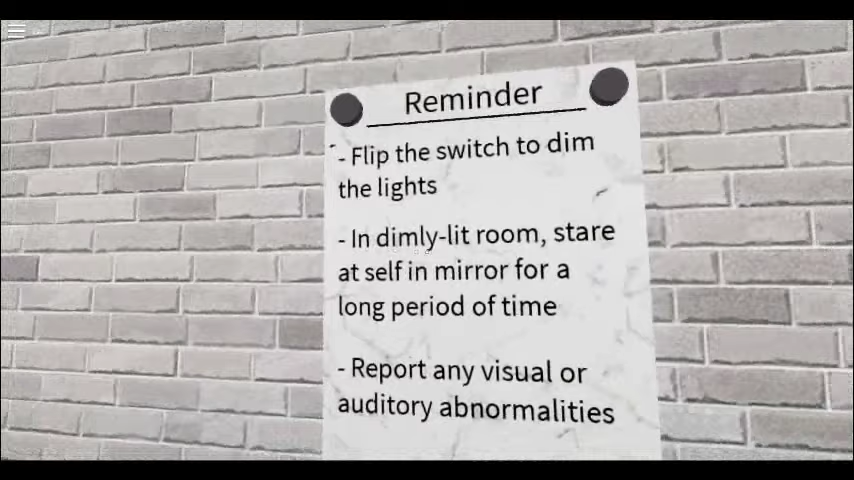 Reminder
- Flip the switch to dim
the lights
- In dimly-lit room, stare
at self in mirror for a
long period of time
- Report any visual or
auditory abnormalities